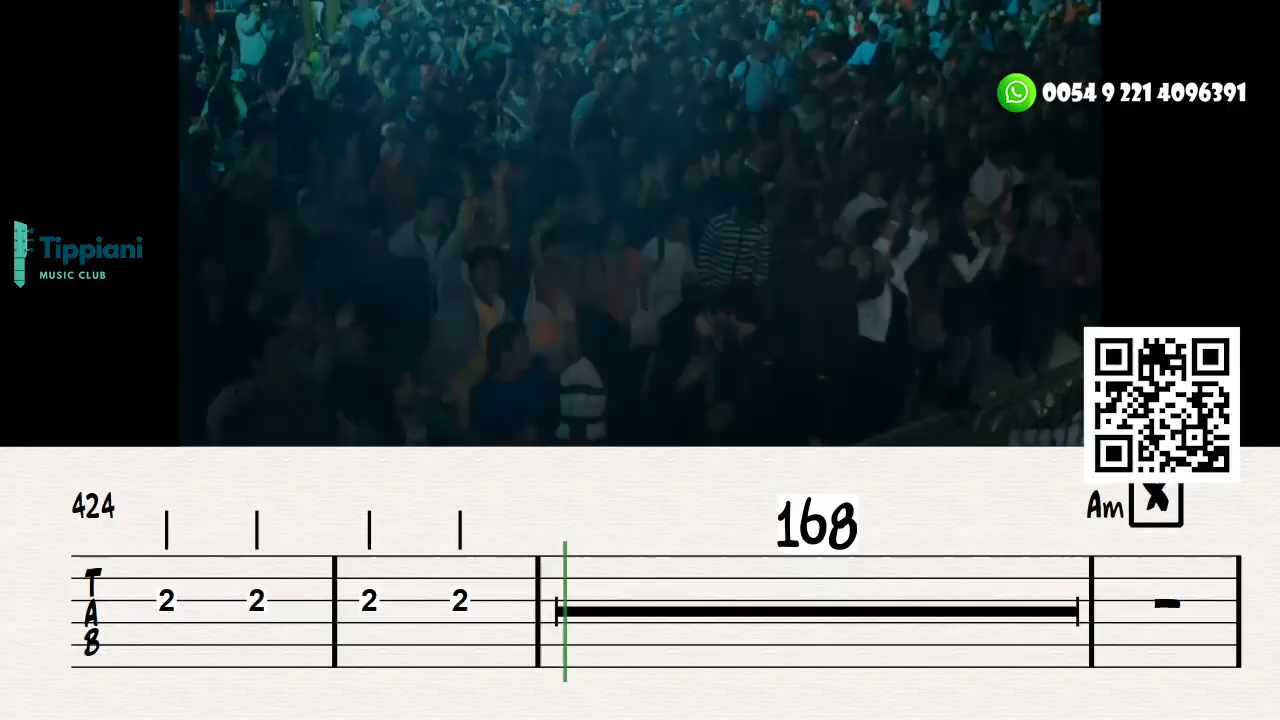 0054 9 221 4096391
Tippiani
MUSIC CLUB
424
168
Am X
T
A
B
2 2 2 2